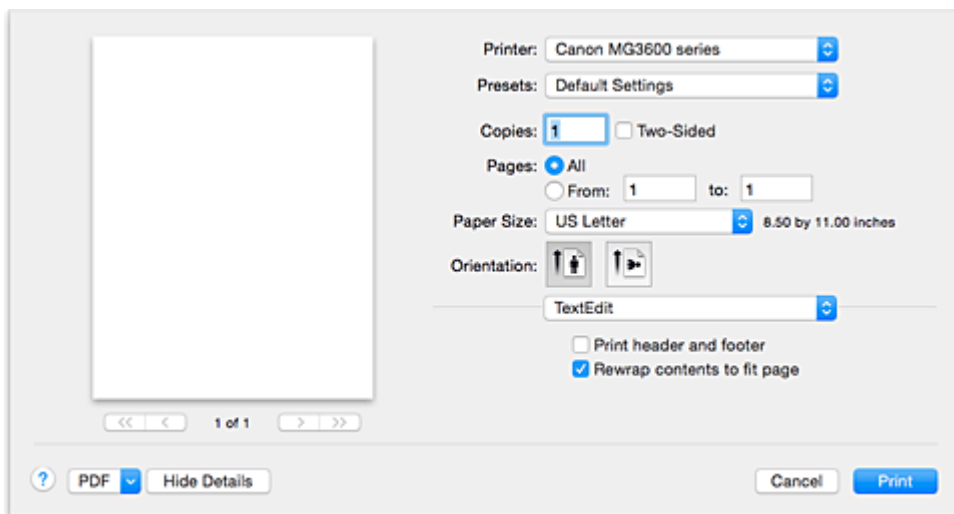 Printer: Canon MG3600 series
Presets: Default Settings
Copies: 1 Two-Sided
Pages: All
From: 1 to: 1
Paper Size: US Letter 8.50 by 11.00 inches
Orientation:
TextEdit
Print header and footer
Rewrap contents to fit page
<< < 1 of 1 > >>
? PDF Hide Details Cancel Print